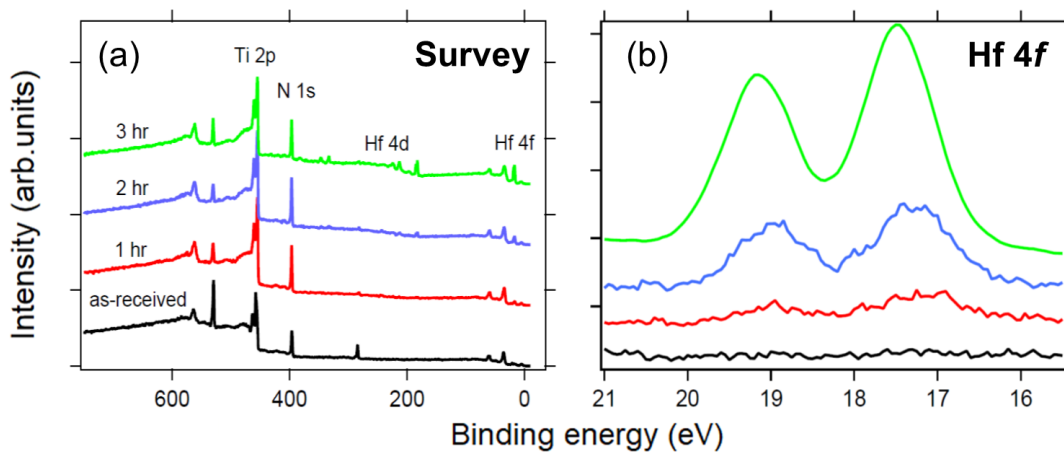 (a)
Survey
Ti 2p
N 1s
3 hr
Hf 4d
Hf 4f
2 hr
1 hr
as-received
600
400
200
0
Intensity (arb.units)
(b)
Hf 4f
21
20
19
18
17
16
Binding energy (eV)